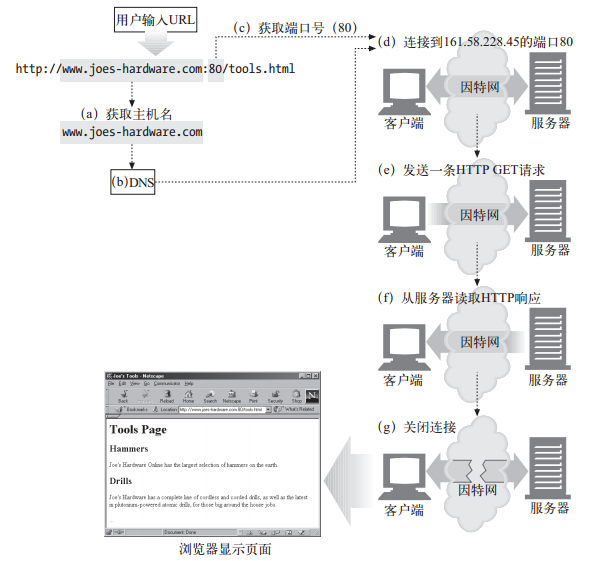 用户输入URL
(c) 获取端口号（80）
(d) 连接到161.58.228.45的端口80
http://www.joes-hardware.com:80/tools.html
因特网
客户端
服务器
(a) 获取主机名
www.joes-hardware.com
(b)DNS
(e) 发送一条HTTP GET请求
因特网
客户端
服务器
(f) 从服务器读取HTTP响应
因特网
客户端
服务器
(g) 关闭连接
因特网
客户端
服务器
Joe's Tools - Netscape
File Edit View Go Communicator Help
Back Reload Home Search Netscape Print Security Shop
Bookmarks Location: http://www.joes-hardware.com:80/tools.html What's Related
Tools Page
Hammers
Joe's Hardware Online has the largest selection of hammers on the earth.
Drills
Joe's Hardware has a complete line of cordless and corded drills, as well as the latest
in plutonium-powered atomic drills, for those big around the house jobs
Document: Done
浏览器显示页面